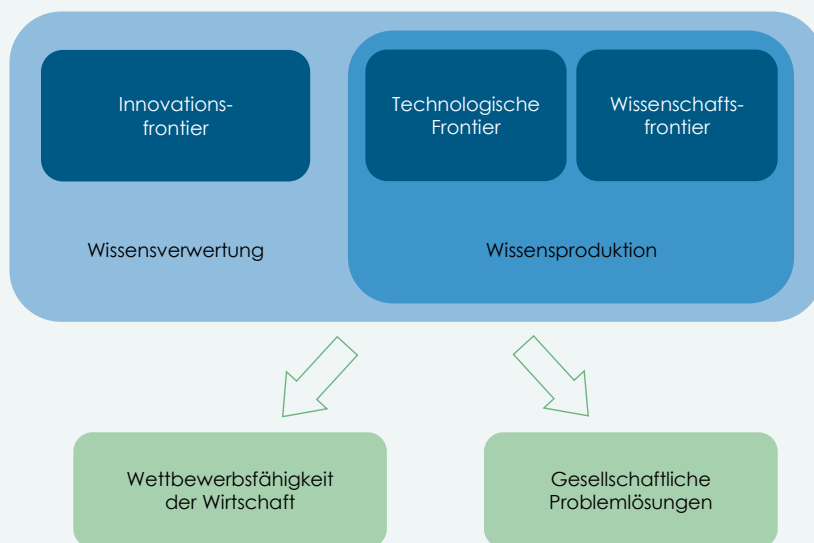 Innovations-
frontier
Technologische
Frontier
Wissenschafts-
frontier
Wissensverwertung
Wissensproduktion
Wettbewerbsfähigkeit
der Wirtschaft
Gesellschaftliche
Problemlösungen